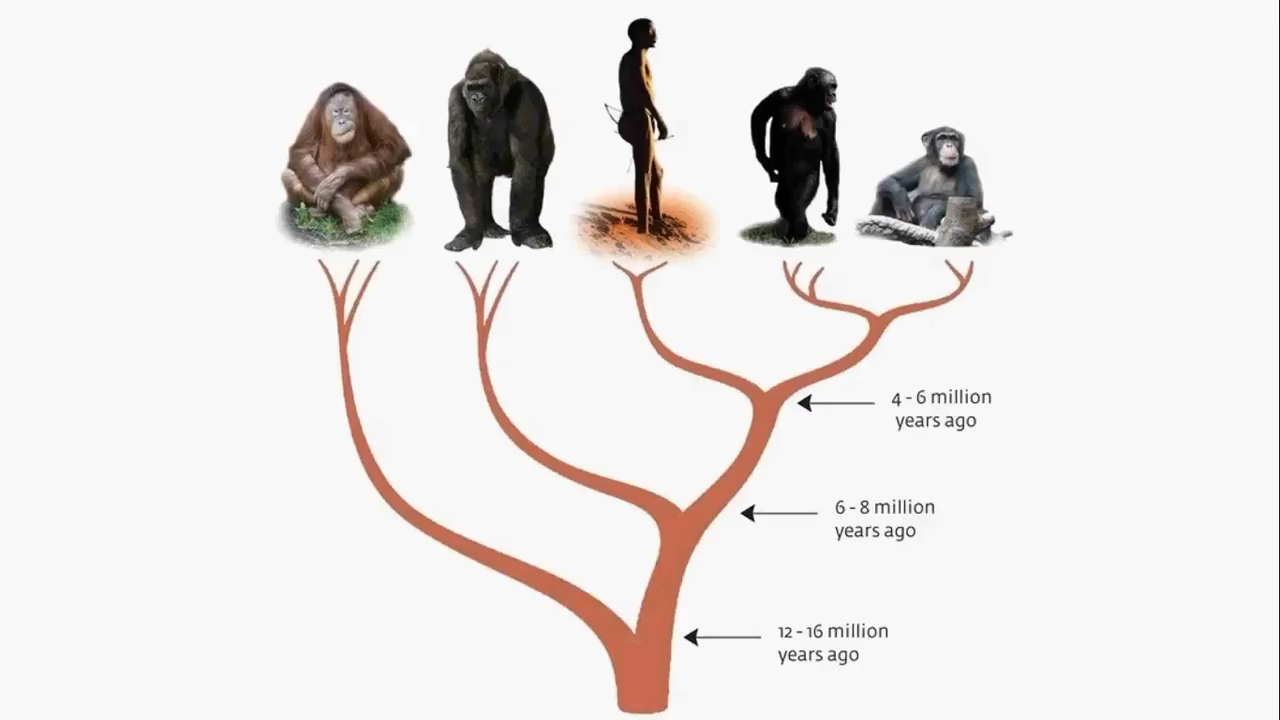 4 - 6 million
years ago
6 - 8 million
years ago
12 - 16 million
years ago